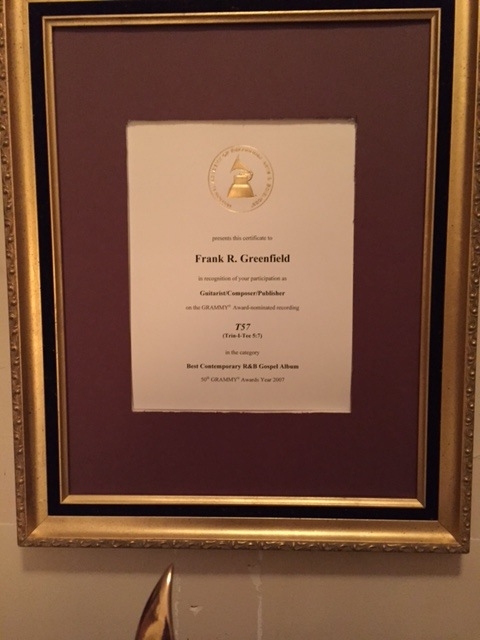 presents this certificate to
Frank R. Greenfield
in recognition of your participation as
Guitarist/Composer/Publisher
on the GRAMMY® Award-nominated recording
T57
(Trin-I-Tee 5:7)
in the category
Best Contemporary R&B Gospel Album
50th GRAMMY® Awards Year 2007